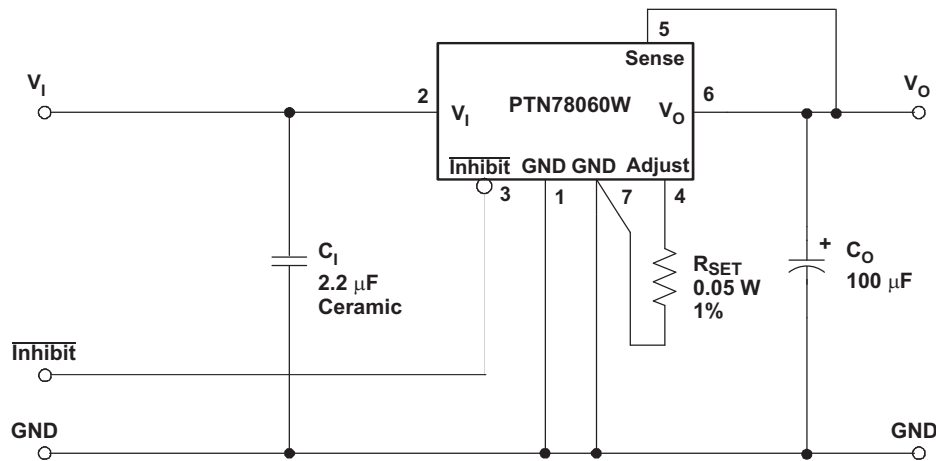 5
Sense
V_I
2
PTN78060W
6
V_O
V_I
V_O
Inhibit
GND
GND
Adjust
3
1
7
4
C_I
2.2 μF
Ceramic
R_SET
0.05 W
1%
+
C_O
100 μF
Inhibit
GND
GND